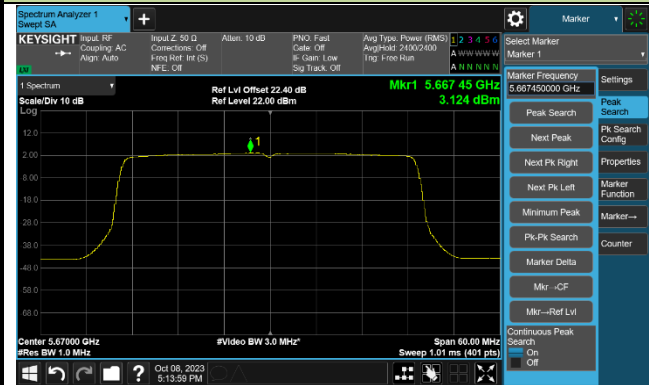 Spectrum Analyzer 1
Swept SA
+
Marker
KEYSIGHT
Input: RF
Coupling: AC
Align: Auto
Input Z: 50 Ω
Corrections: Off
Freq Ref: Int (S)
NFE: Off
Atten: 10 dB
PNO: Fast
Gate: Off
IF Gain: Low
Sig Track: Off
Avg Type: Power (RMS)
Avg|Hold: 2400/2400
Trig: Free Run
1 2 3 4 5 6
A W W W W W
A N N N N N
1 Spectrum
Scale/Div 10 dB
Log
Ref Lvl Offset 22.40 dB
Ref Level 22.00 dBm
Mkr1 5.667 45 GHz
3.124 dBm
1
12.0
2.00
-8.00
-18.0
-28.0
-38.0
-48.0
-58.0
-68.0
Center 5.67000 GHz
#Res BW 1.0 MHz
#Video BW 3.0 MHz*
Span 60.00 MHz
Sweep 1.01 ms (401 pts)
Select Marker
Marker 1
Marker Frequency
5.667450000 GHz
Peak Search
Next Peak
Next Pk Right
Next Pk Left
Minimum Peak
Pk-Pk Search
Marker Delta
Mkr→CF
Mkr→Ref Lvl
Continuous Peak
Search
On
Off
Settings
Peak
Search
Pk Search
Config
Properties
Marker
Function
Marker→
Counter
?
Oct 08, 2023
5:13:59 PM